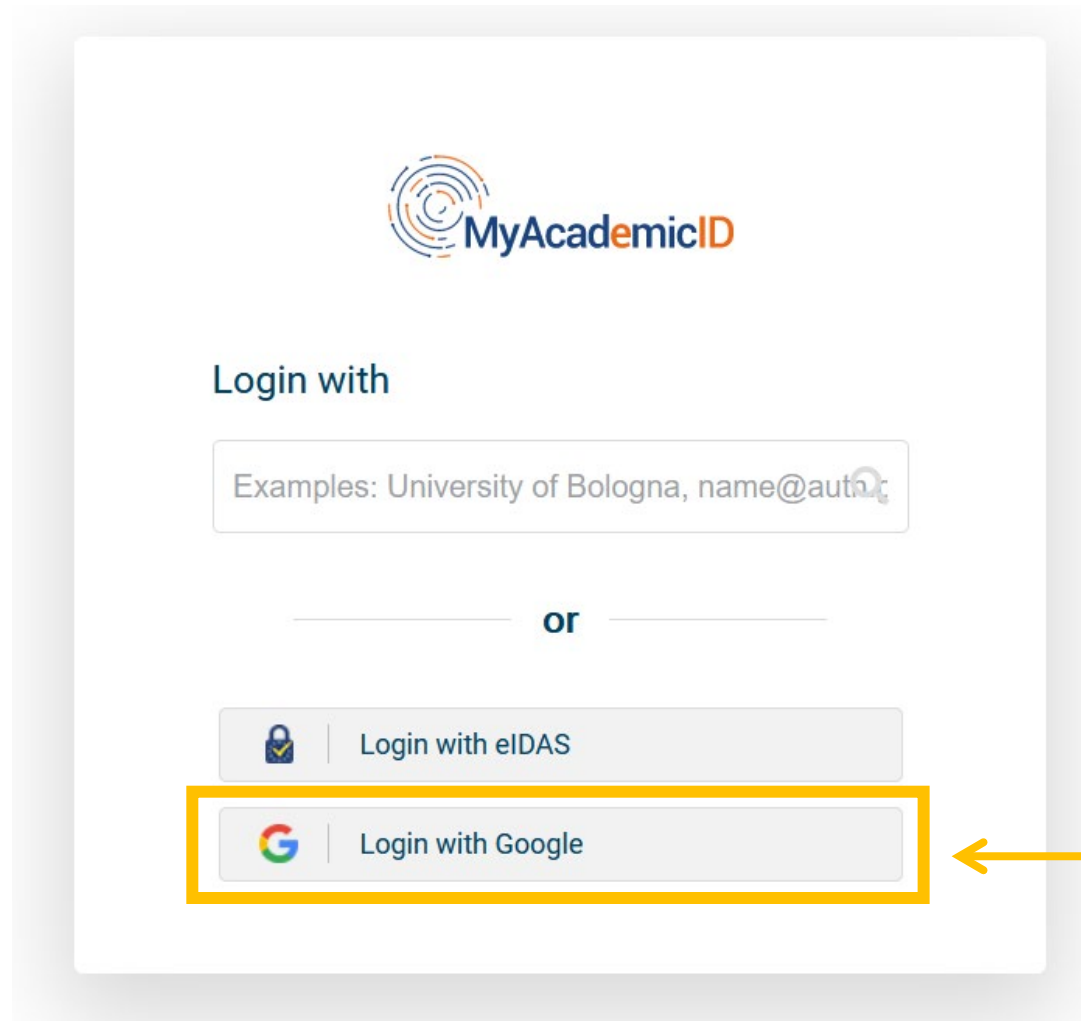 MyAcademicID
Login with
Examples: University of Bologna, name@auth
or
Login with eIDAS
Login with Google